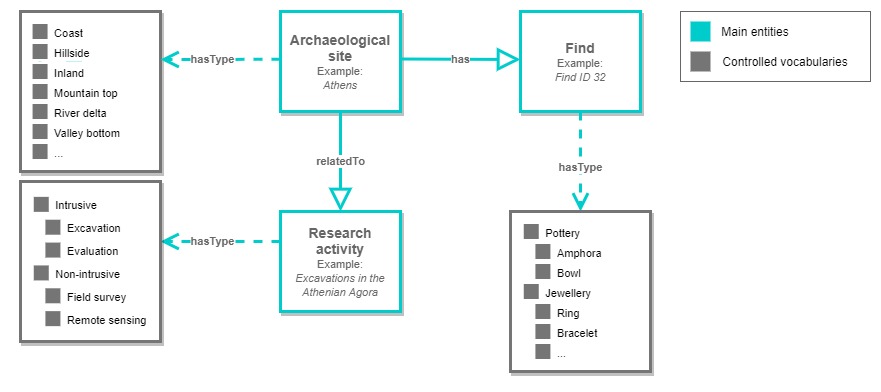 Coast
Hillside
Inland
Mountain top
River delta
Valley bottom
...
hasType
Archaeological
site
Example:
Athens
has
Find
Example:
Find ID 32
Main entities
Controlled vocabularies
relatedTo
hasType
Intrusive
Excavation
Evaluation
Non-intrusive
Field survey
Remote sensing
hasType
Research
activity
Example:
Excavations in the
Athenian Agora
Pottery
Amphora
Bowl
Jewellery
Ring
Bracelet
...